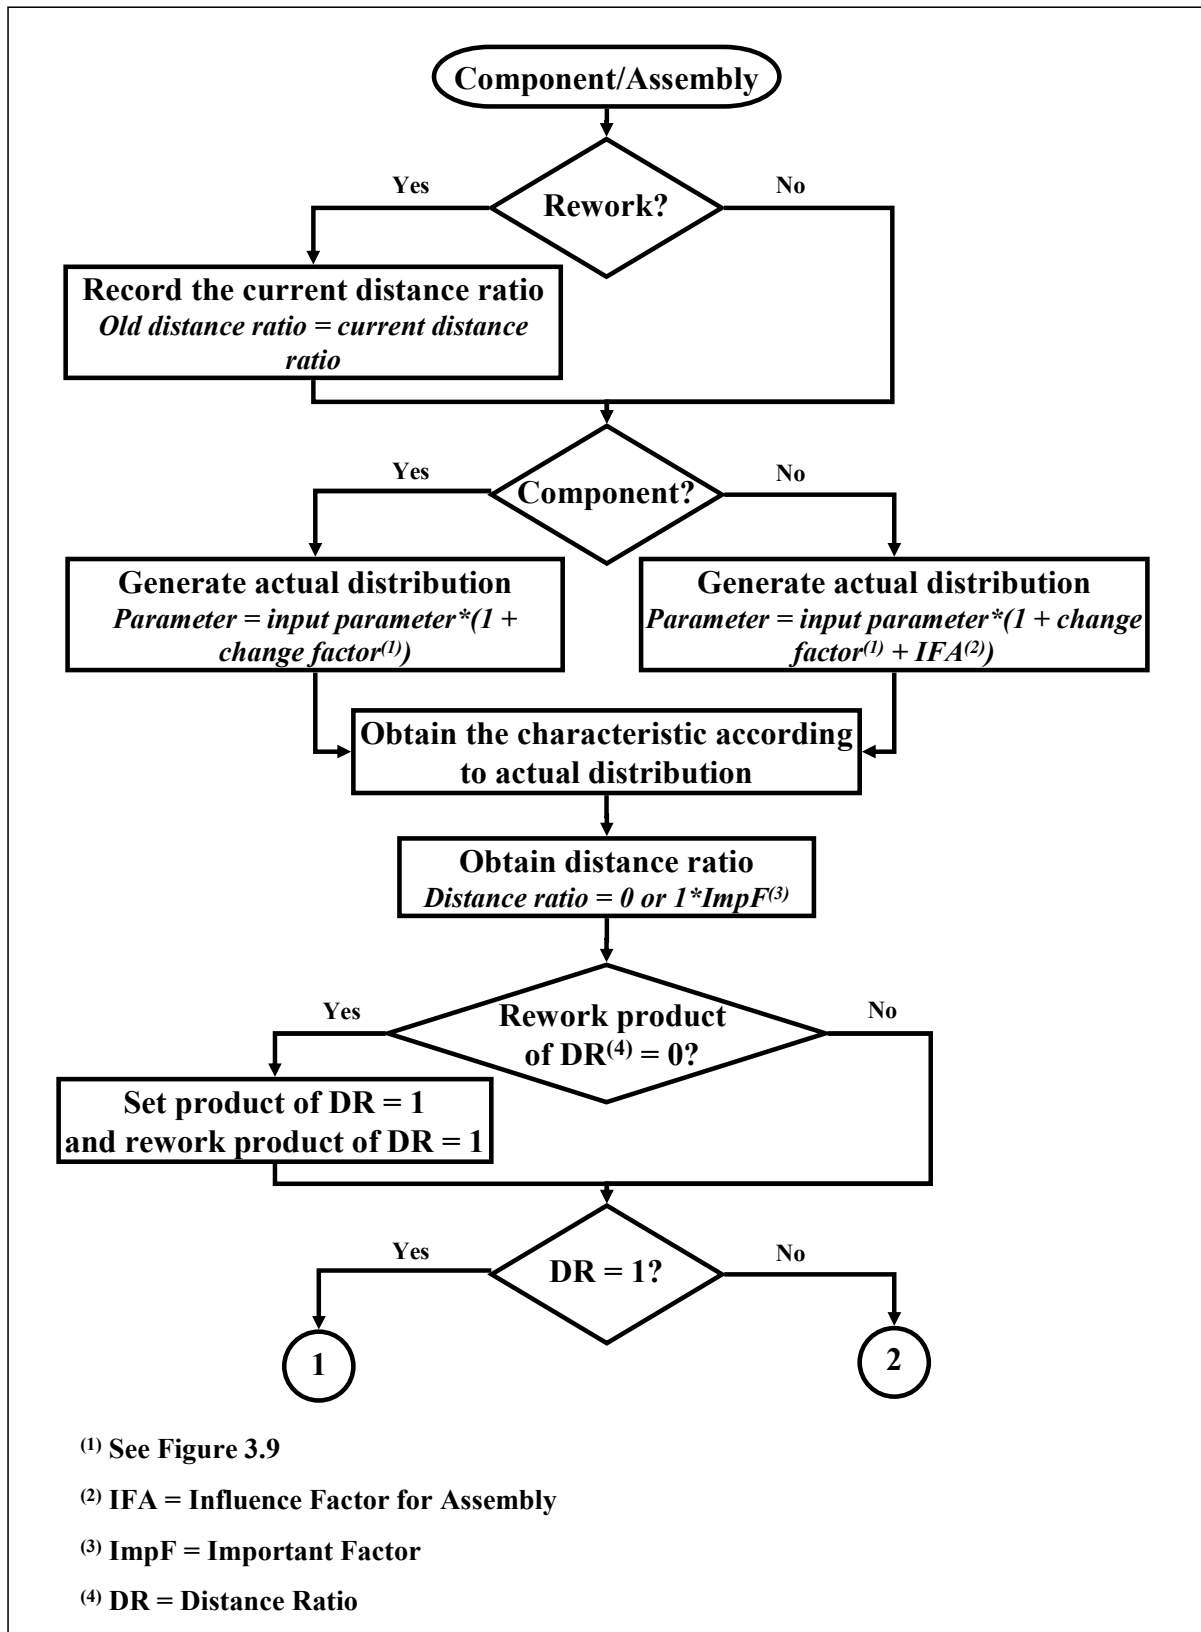 Component/Assembly
Rework?
Yes
No
Record the current distance ratio
Old distance ratio = current distance
ratio
Component?
Yes
No
Generate actual distribution
Parameter = input parameter*(1 +
change factor(1))
Generate actual distribution
Parameter = input parameter*(1 + change
factor(1) + IFA(2))
Obtain the characteristic according
to actual distribution
Obtain distance ratio
Distance ratio = 0 or 1*ImpF(3)
Rework product
of DR(4) = 0?
Yes
No
Set product of DR = 1
and rework product of DR = 1
DR = 1?
Yes
No
1
2
(1) See Figure 3.9
(2) IFA = Influence Factor for Assembly
(3) ImpF = Important Factor
(4) DR = Distance Ratio